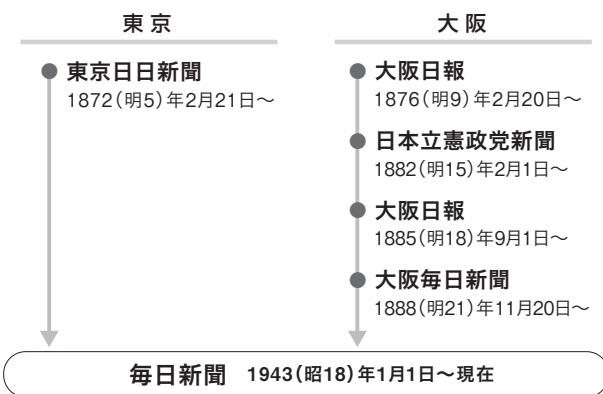 東京
東京日日新聞
1872(明5)年2月21日～
大阪
大阪日報
1876(明9)年2月20日～
日本立憲政党新聞
1882(明15)年2月1日～
大阪日報
1885(明18)年9月1日～
大阪毎日新聞
1888(明21)年11月20日～
毎日新聞 1943(昭18)年1月1日～現在